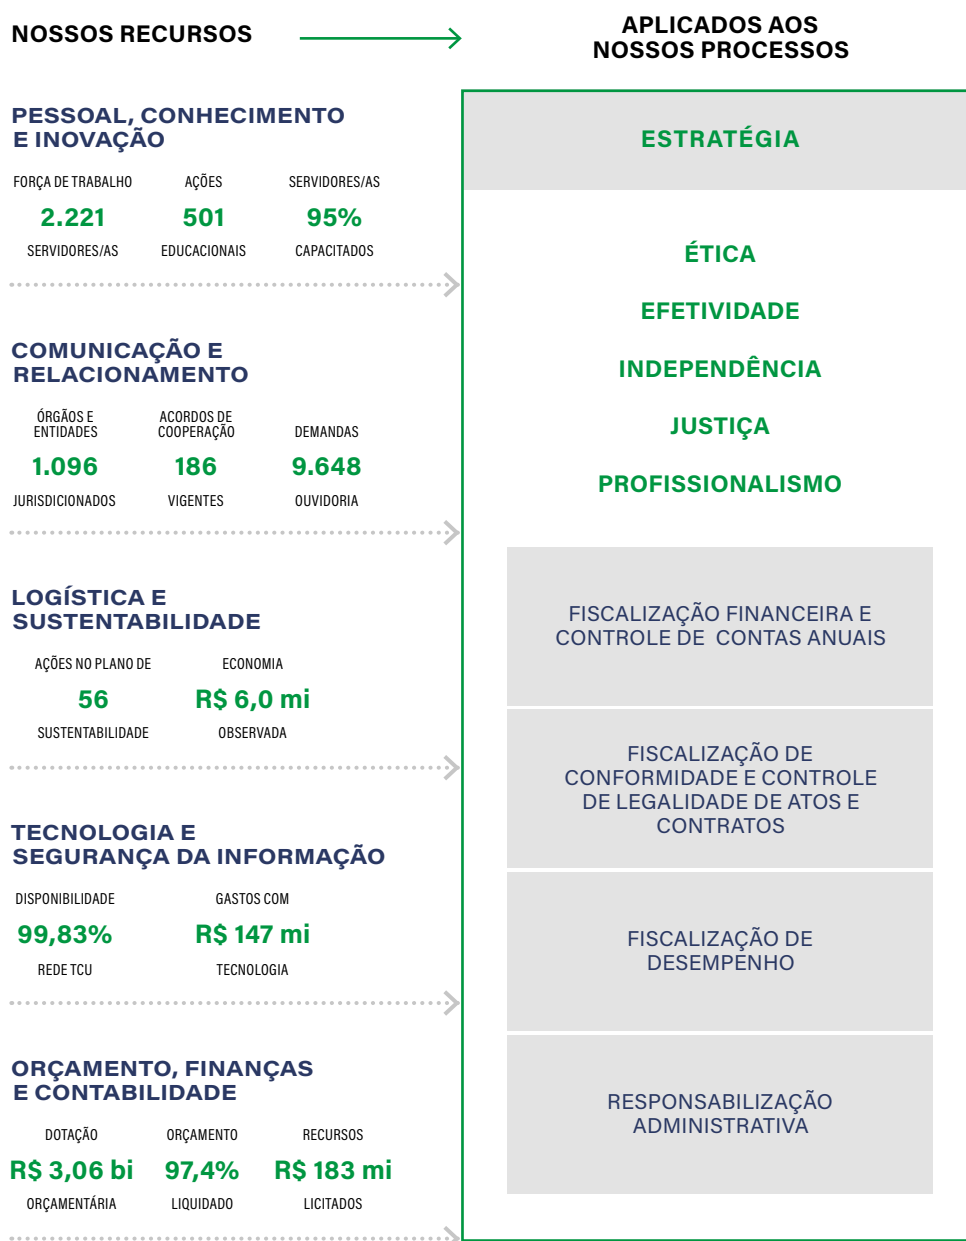 NOSSOS RECURSOS
APLICADOS AOS
NOSSOS PROCESSOS
PESSOAL, CONHECIMENTO
E INOVAÇÃO
FORÇA DE TRABALHO AÇÕES SERVIDORES/AS
2.221 501 95%
SERVIDORES/AS EDUCACIONAIS CAPACITADOS
COMUNICAÇÃO E
RELACIONAMENTO
ÓRGÃOS E ACORDOS DE
ENTIDADES COOPERAÇÃO DEMANDAS
1.096 186 9.648
JURISDICIONADOS VIGENTES OUVIDORIA
LOGÍSTICA E
SUSTENTABILIDADE
AÇÕES NO PLANO DE ECONOMIA
56 R$ 6,0 mi
SUSTENTABILIDADE OBSERVADA
TECNOLOGIA E
SEGURANÇA DA INFORMAÇÃO
DISPONIBILIDADE GASTOS COM
99,83% R$ 147 mi
REDE TCU TECNOLOGIA
ORÇAMENTO, FINANÇAS
E CONTABILIDADE
DOTAÇÃO ORÇAMENTO RECURSOS
R$ 3,06 bi 97,4% R$ 183 mi
ORÇAMENTÁRIA LIQUIDADO LICITADOS
ESTRATÉGIA
ÉTICA
EFETIVIDADE
INDEPENDÊNCIA
JUSTIÇA
PROFISSIONALISMO
FISCALIZAÇÃO FINANCEIRA E
CONTROLE DE CONTAS ANUAIS
FISCALIZAÇÃO DE
CONFORMIDADE E CONTROLE
DE LEGALIDADE DE ATOS E
CONTRATOS
FISCALIZAÇÃO DE
DESEMPENHO
RESPONSABILIZAÇÃO
ADMINISTRATIVA